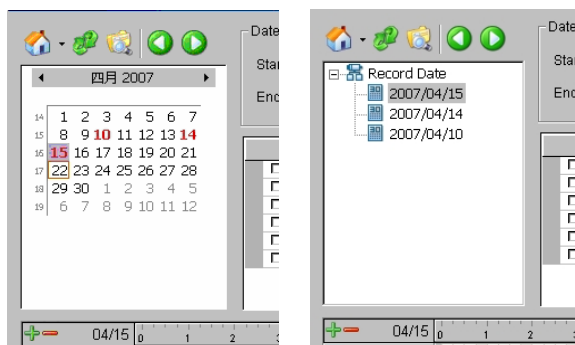 Date
Star
Enc
四月 2007
14 1 2 3 4 5 6 7
15 8 9 10 11 12 13 14
16 15 16 17 18 19 20 21
17 22 23 24 25 26 27 28
18 29 30 1 2 3 4 5
19 6 7 8 9 10 11 12
04/15 0 1 2
Date
Sta
Enc
Record Date
2007/04/15
2007/04/14
2007/04/10
04/15 0 1 2